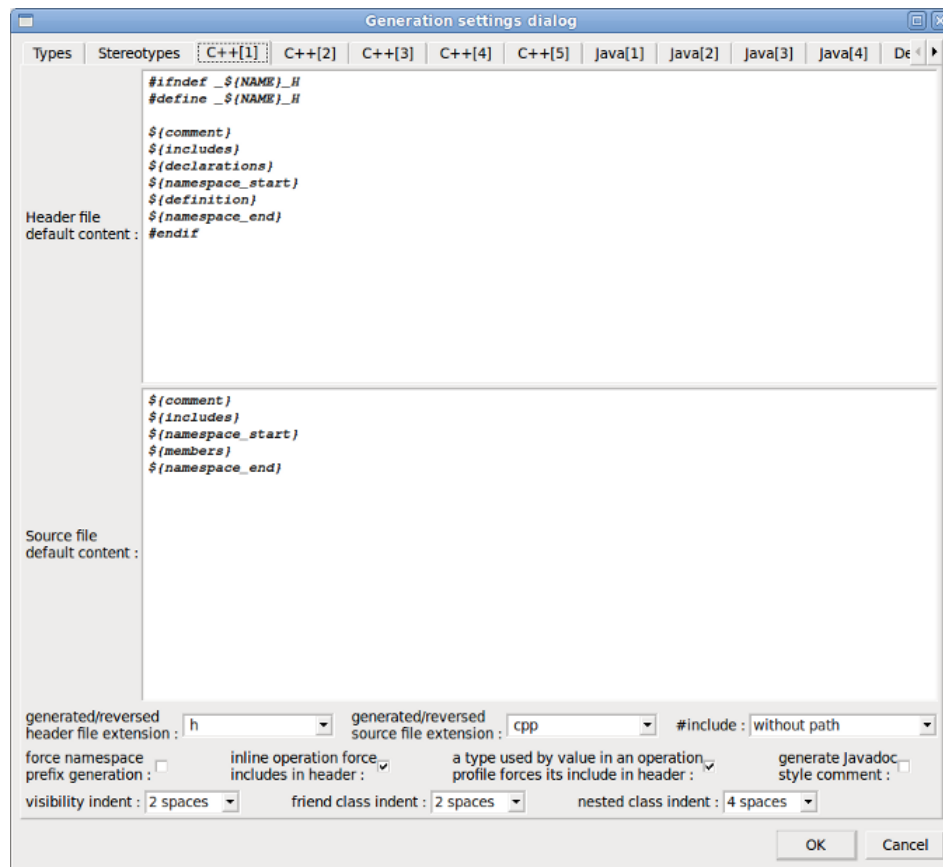 Generation settings dialog
Types Stereotypes C++[1] C++[2] C++[3] C++[4] C++[5] Java[1] Java[2] Java[3] Java[4] De
#ifndef _${NAME}_H
#define _${NAME}_H
${comment}
${includes}
${declarations}
${namespace_start}
${definition}
${namespace_end}
#endif
Header file
default content :
${comment}
${includes}
${namespace_start}
${members}
${namespace_end}
Source file
default content :
generated/reversed
header file extension : h
generated/reversed
source file extension : cpp
#include : without path
force namespace
prefix generation :
inline operation force
includes in header :
a type used by value in an operation
profile forces its include in header :
generate Javadoc
style comment :
visibility indent : 2 spaces friend class indent : 2 spaces nested class indent : 4 spaces
OK Cancel